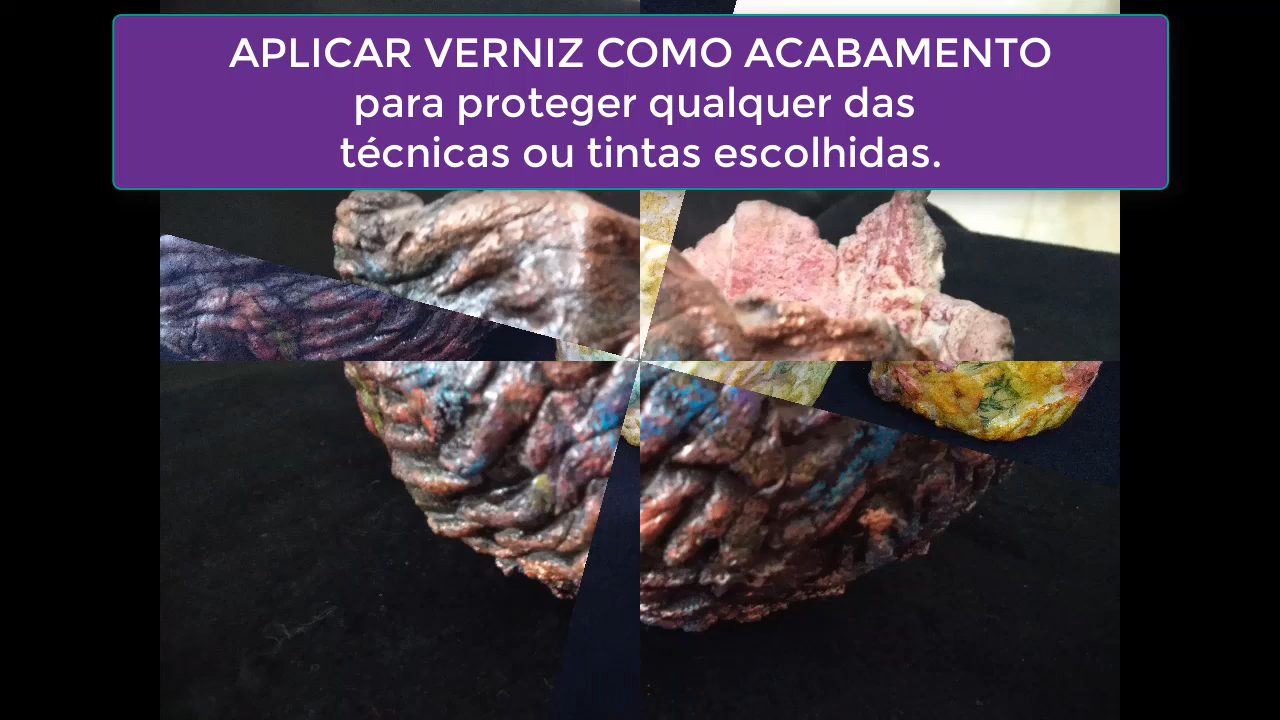 APLICAR VERNIZ COMO ACABAMENTO
para proteger qualquer das
técnicas ou tintas escolhidas.